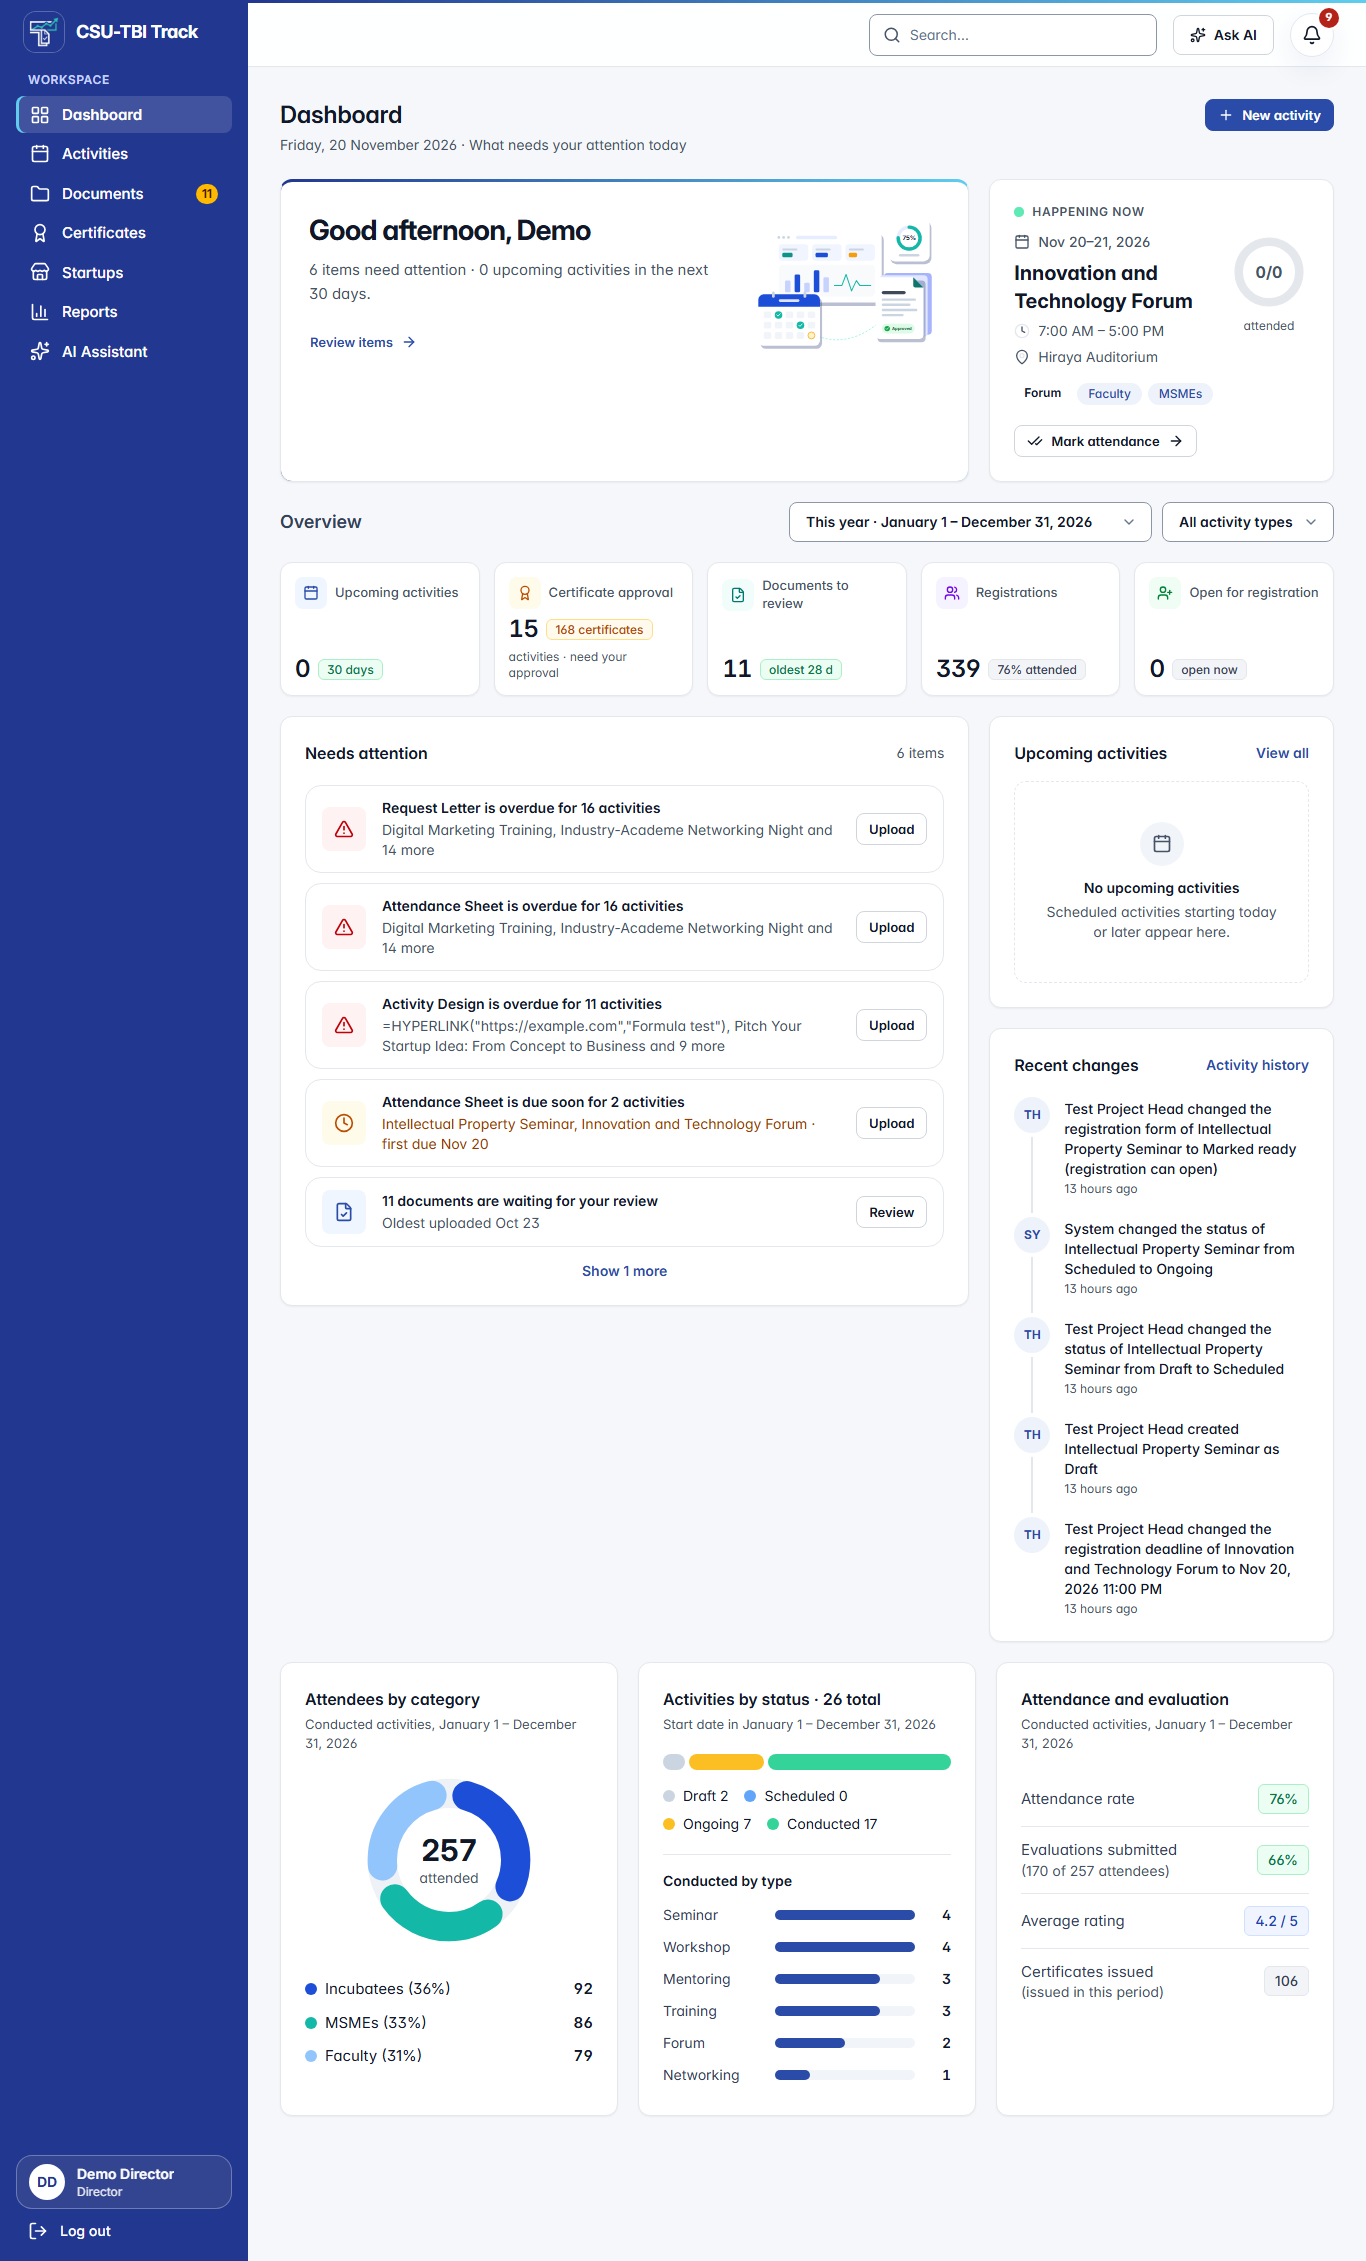 CSU-TBI Track
WORKSPACE
Dashboard
Activities
Documents 11
Certificates
Startups
Reports
AI Assistant
Demo Director
DD
Director
Log out
Search...
Ask AI
9
Dashboard
Friday, 20 November 2026 · What needs your attention today
New activity
Good afternoon, Demo
6 items need attention · 0 upcoming activities in the next
30 days.
Review items
75%
Approved
HAPPENING NOW
Nov 20–21, 2026
Innovation and
Technology Forum
7:00 AM – 5:00 PM
Hiraya Auditorium
0/0
attended
Forum Faculty MSMEs
Mark attendance
Overview
This year · January 1 – December 31, 2026
All activity types
Upcoming activities
0 30 days
Certificate approval
15 168 certificates
activities · need your
approval
Documents to
review
11 oldest 28 d
Registrations
339 76% attended
Open for registration
0 open now
Needs attention
6 items
Request Letter is overdue for 16 activities
Digital Marketing Training, Industry-Academe Networking Night and
14 more
Upload
Attendance Sheet is overdue for 16 activities
Digital Marketing Training, Industry-Academe Networking Night and
14 more
Upload
Activity Design is overdue for 11 activities
=HYPERLINK("https://example.com","Formula test"), Pitch Your
Startup Idea: From Concept to Business and 9 more
Upload
Attendance Sheet is due soon for 2 activities
Intellectual Property Seminar, Innovation and Technology Forum ·
first due Nov 20
Upload
11 documents are waiting for your review
Oldest uploaded Oct 23
Review
Show 1 more
Upcoming activities
View all
No upcoming activities
Scheduled activities starting today
or later appear here.
Recent changes
Activity history
TH
Test Project Head changed the
registration form of Intellectual
Property Seminar to Marked ready
(registration can open)
13 hours ago
SY
System changed the status of
Intellectual Property Seminar from
Scheduled to Ongoing
13 hours ago
TH
Test Project Head changed the
status of Intellectual Property
Seminar from Draft to Scheduled
13 hours ago
TH
Test Project Head created
Intellectual Property Seminar as
Draft
13 hours ago
TH
Test Project Head changed the
registration deadline of Innovation
and Technology Forum to Nov 20,
2026 11:00 PM
13 hours ago
Attendees by category
Conducted activities, January 1 – December
31, 2026
257
attended
Incubatees (36%) 92
MSMEs (33%) 86
Faculty (31%) 79
Activities by status · 26 total
Start date in January 1 – December 31, 2026
Draft 2 Scheduled 0
Ongoing 7 Conducted 17
Conducted by type
Seminar 4
Workshop 4
Mentoring 3
Training 3
Forum 2
Networking 1
Attendance and evaluation
Conducted activities, January 1 – December
31, 2026
Attendance rate 76%
Evaluations submitted
(170 of 257 attendees)
66%
Average rating 4.2 / 5
Certificates issued
(issued in this period)
106